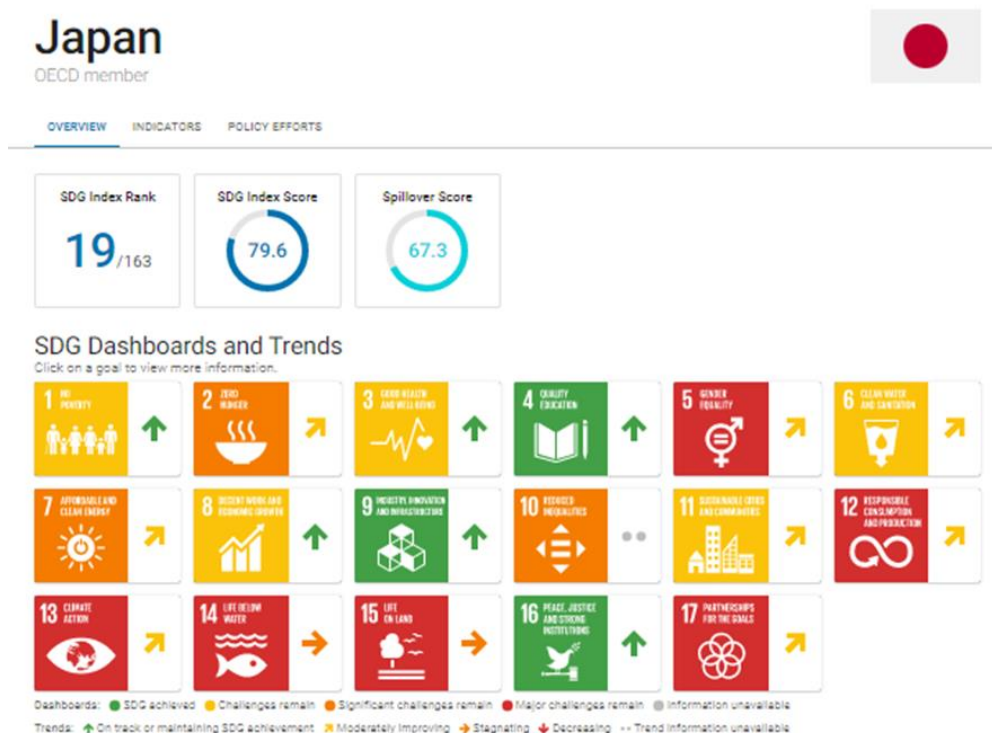 Japan
OECD member
OVERVIEW INDICATORS POLICY EFFORTS
SDG Index Rank
19/163
SDG Index Score
79.6
Spillover Score
67.3
SDG Dashboards and Trends
Click on a goal to view more information.
1 NO
POVERTY
2 ZERO
HUNGER
3 GOOD HEALTH
AND WELL-BEING
4 QUALITY
EDUCATION
5 GENDER
EQUALITY
6 CLEAN WATER
AND SANITATION
7 AFFORDABLE AND
CLEAN ENERGY
8 DECENT WORK AND
ECONOMIC GROWTH
9 INDUSTRY, INNOVATION
AND INFRASTRUCTURE
10 REDUCED
INEQUALITIES
11 SUSTAINABLE CITIES
AND COMMUNITIES
12 RESPONSIBLE
CONSUMPTION
AND PRODUCTION
13 CLIMATE
ACTION
14 LIFE BELOW
WATER
15 LIFE
ON LAND
16 PEACE, JUSTICE
AND STRONG
INSTITUTIONS
17 PARTNERSHIPS
FOR THE GOALS
Dashboards: SDG achieved Challenges remain Significant challenges remain Major challenges remain Information unavailable
Trends: On track or maintaining SDG achievement Moderately Improving Stagnating Decreasing Trend information unavailable